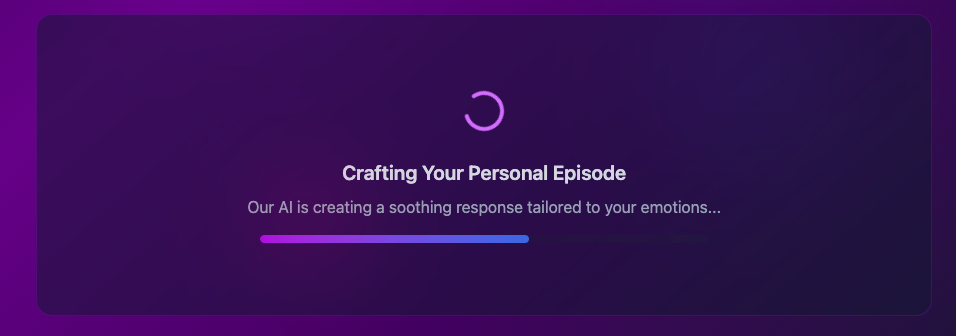 Crafting Your Personal Episode
Our AI is creating a soothing response tailored to your emotions...